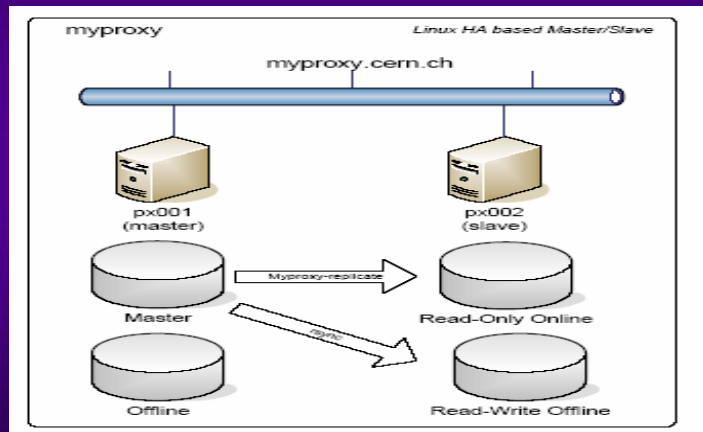 myproxy
Linux HA based Master/Slave
myproxy.cern.ch
px001
(master)
px002
(slave)
Myproxy-replicate
Master
Read-Only Online
rsync
Offline
Read-Write Offline